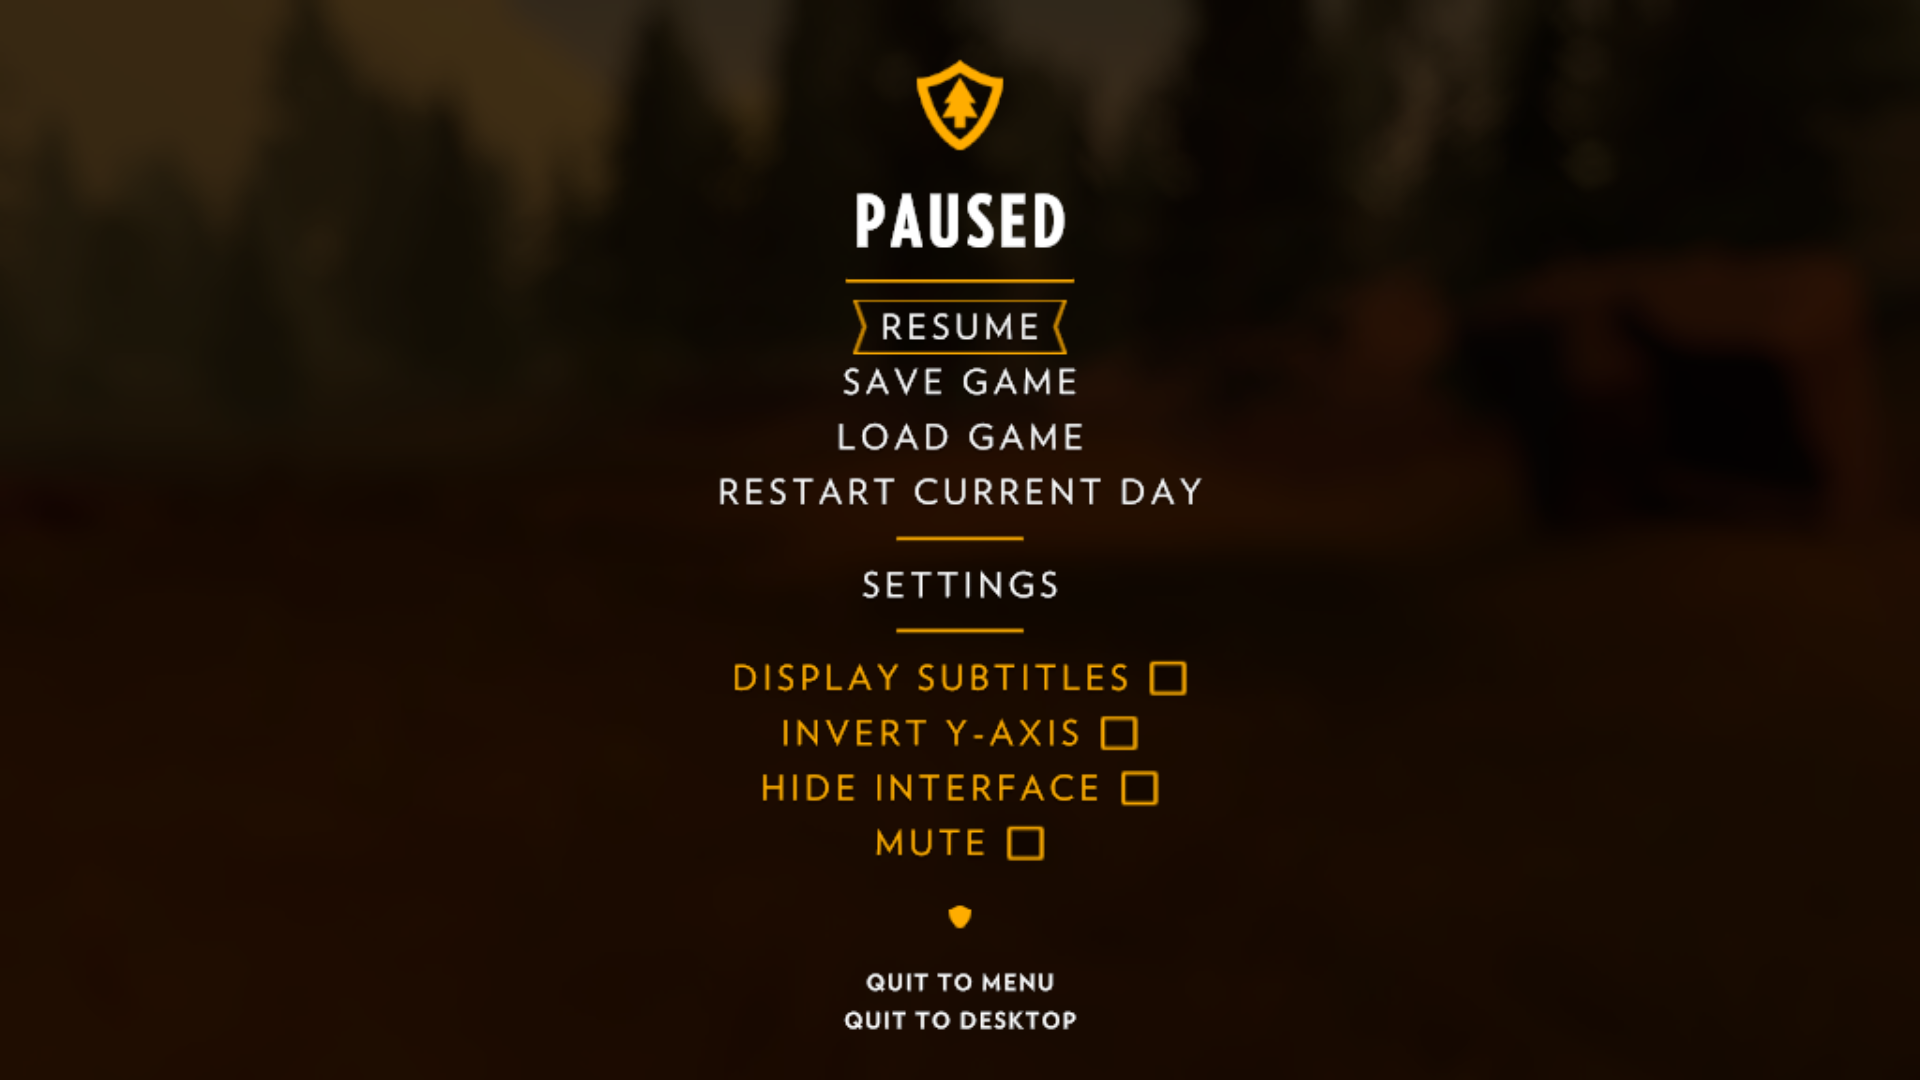 PAUSED
RESUME
SAVE GAME
LOAD GAME
RESTART CURRENT DAY
SETTINGS
DISPLAY SUBTITLES
INVERT Y-AXIS
HIDE INTERFACE
MUTE
QUIT TO MENU
QUIT TO DESKTOP